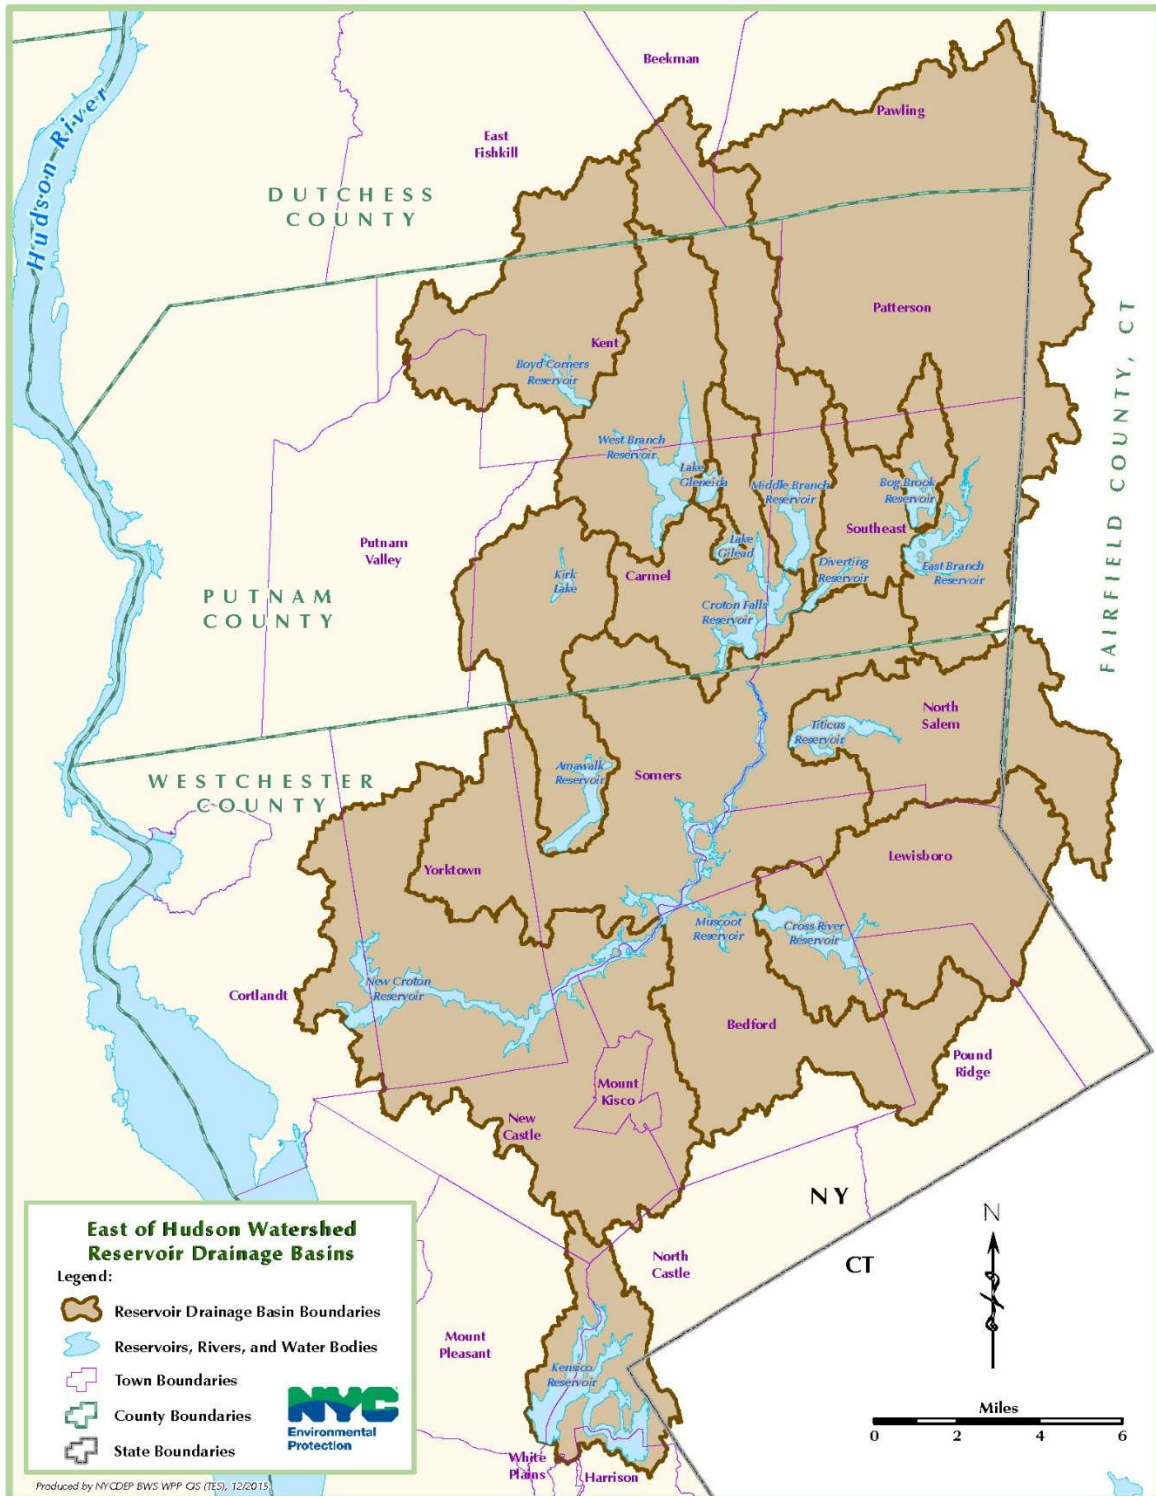 Beekman
Pawling
East
Fishkill
Hudson River
DUTCHESS
COUNTY
Patterson
Kent
Boyd Corners
Reservoir
FAIRFIELD COUNTY, CT
West Branch
Reservoir
Lake
Gleneida
Middle Branch
Reservoir
Bog Brook
Reservoir
Southeast
Putnam
Valley
Lake
Gilead
Kirk
Lake
Carmel
Diverting
Reservoir
East Branch
Reservoir
PUTNAM
COUNTY
Croton Falls
Reservoir
North
Salem
Titicus
Reservoir
WESTCHESTER
COUNTY
Amawalk
Reservoir
Somers
Yorktown
Lewisboro
Muscoot
Reservoir
Cross River
Reservoir
Cortlandt
New Croton
Reservoir
Bedford
Pound
Ridge
Mount
Kisco
New
Castle
NY
CT
N
North
Castle
Mount
Pleasant
Kensico
Reservoir
White
Plains
Harrison
East of Hudson Watershed
Reservoir Drainage Basins
Legend:
Reservoir Drainage Basin Boundaries
Reservoirs, Rivers, and Water Bodies
Town Boundaries
County Boundaries
State Boundaries
NYC
Environmental
Protection
Miles
0 2 4 6
Produced by NYCDEP BWS WPP GIS (TES), 12/2015